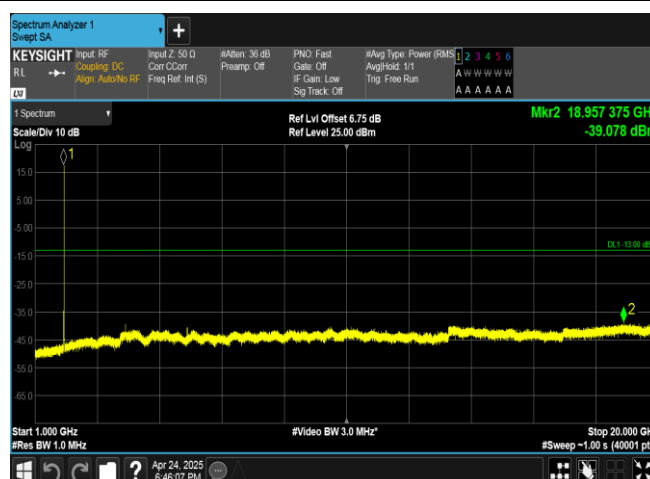 Spectrum Analyzer 1
Swept SA
+
KEYSIGHT
RL
LXI
Input: RF
Coupling: DC
Align: Auto/No RF
Input Z: 50 Ω
Corr CCorr
Freq Ref: Int (S)
#Atten: 36 dB
Preamp: Off
PNO: Fast
Gate: Off
IF Gain: Low
Sig Track: Off
#Avg Type: Power (RMS
Avg|Hold: 1/1
Trig: Free Run
1 2 3 4 5 6
A W W W W W
A A A A A A
1 Spectrum
Scale/Div 10 dB
Ref Lvl Offset 6.75 dB
Ref Level 25.00 dBm
Mkr2 18.957 375 GH
-39.078 dBr
Log
1
15.0
5.00
-5.00
DL1 -13.00 dB
-15.0
-25.0
2
-35.0
-45.0
-55.0
-65.0
Start 1.000 GHz
#Video BW 3.0 MHz*
Stop 20.000 GH
#Res BW 1.0 MHz
#Sweep ~1.00 s (40001 pt
?
Apr 24, 2025
6:46:07 PM